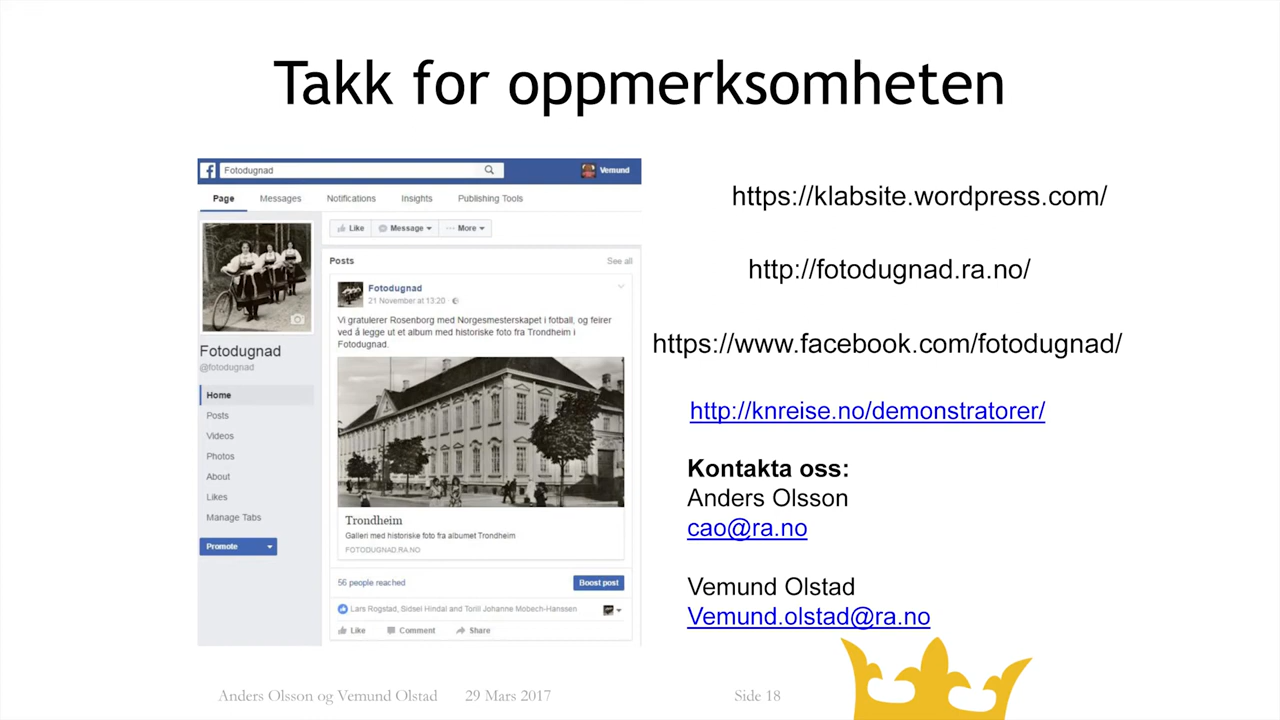 Takk for oppmerksomheten
Fotodugnad
Vemund
Page Messages Notifications Insights Publishing Tools
Like Message More
Posts See all
Fotodugnad
21 November at 13:20
Vi gratulerer Rosenborg med Norgesmesterskapet i fotball, og feirer
ved å legge ut et album med historiske foto fra Trondheim i
Fotodugnad.
Fotodugnad
@fotodugnad
Home
Posts
Videos
Photos
About
Likes
Manage Tabs
Promote
Trondheim
Galleri med historiske foto fra albumet Trondheim
FOTODUGNAD.RA.NO
56 people reached Boost post
Lars Rogstad, Sidsel Hindal and Torill Johanne Mobech-Hanssen
Like Comment Share
https://klabsite.wordpress.com/
http://fotodugnad.ra.no/
https://www.facebook.com/fotodugnad/
http://knreise.no/demonstratorer/
Kontakta oss:
Anders Olsson
cao@ra.no
Vemund Olstad
Vemund.olstad@ra.no
Anders Olsson og Vemund Olstad 29 Mars 2017 Side 18